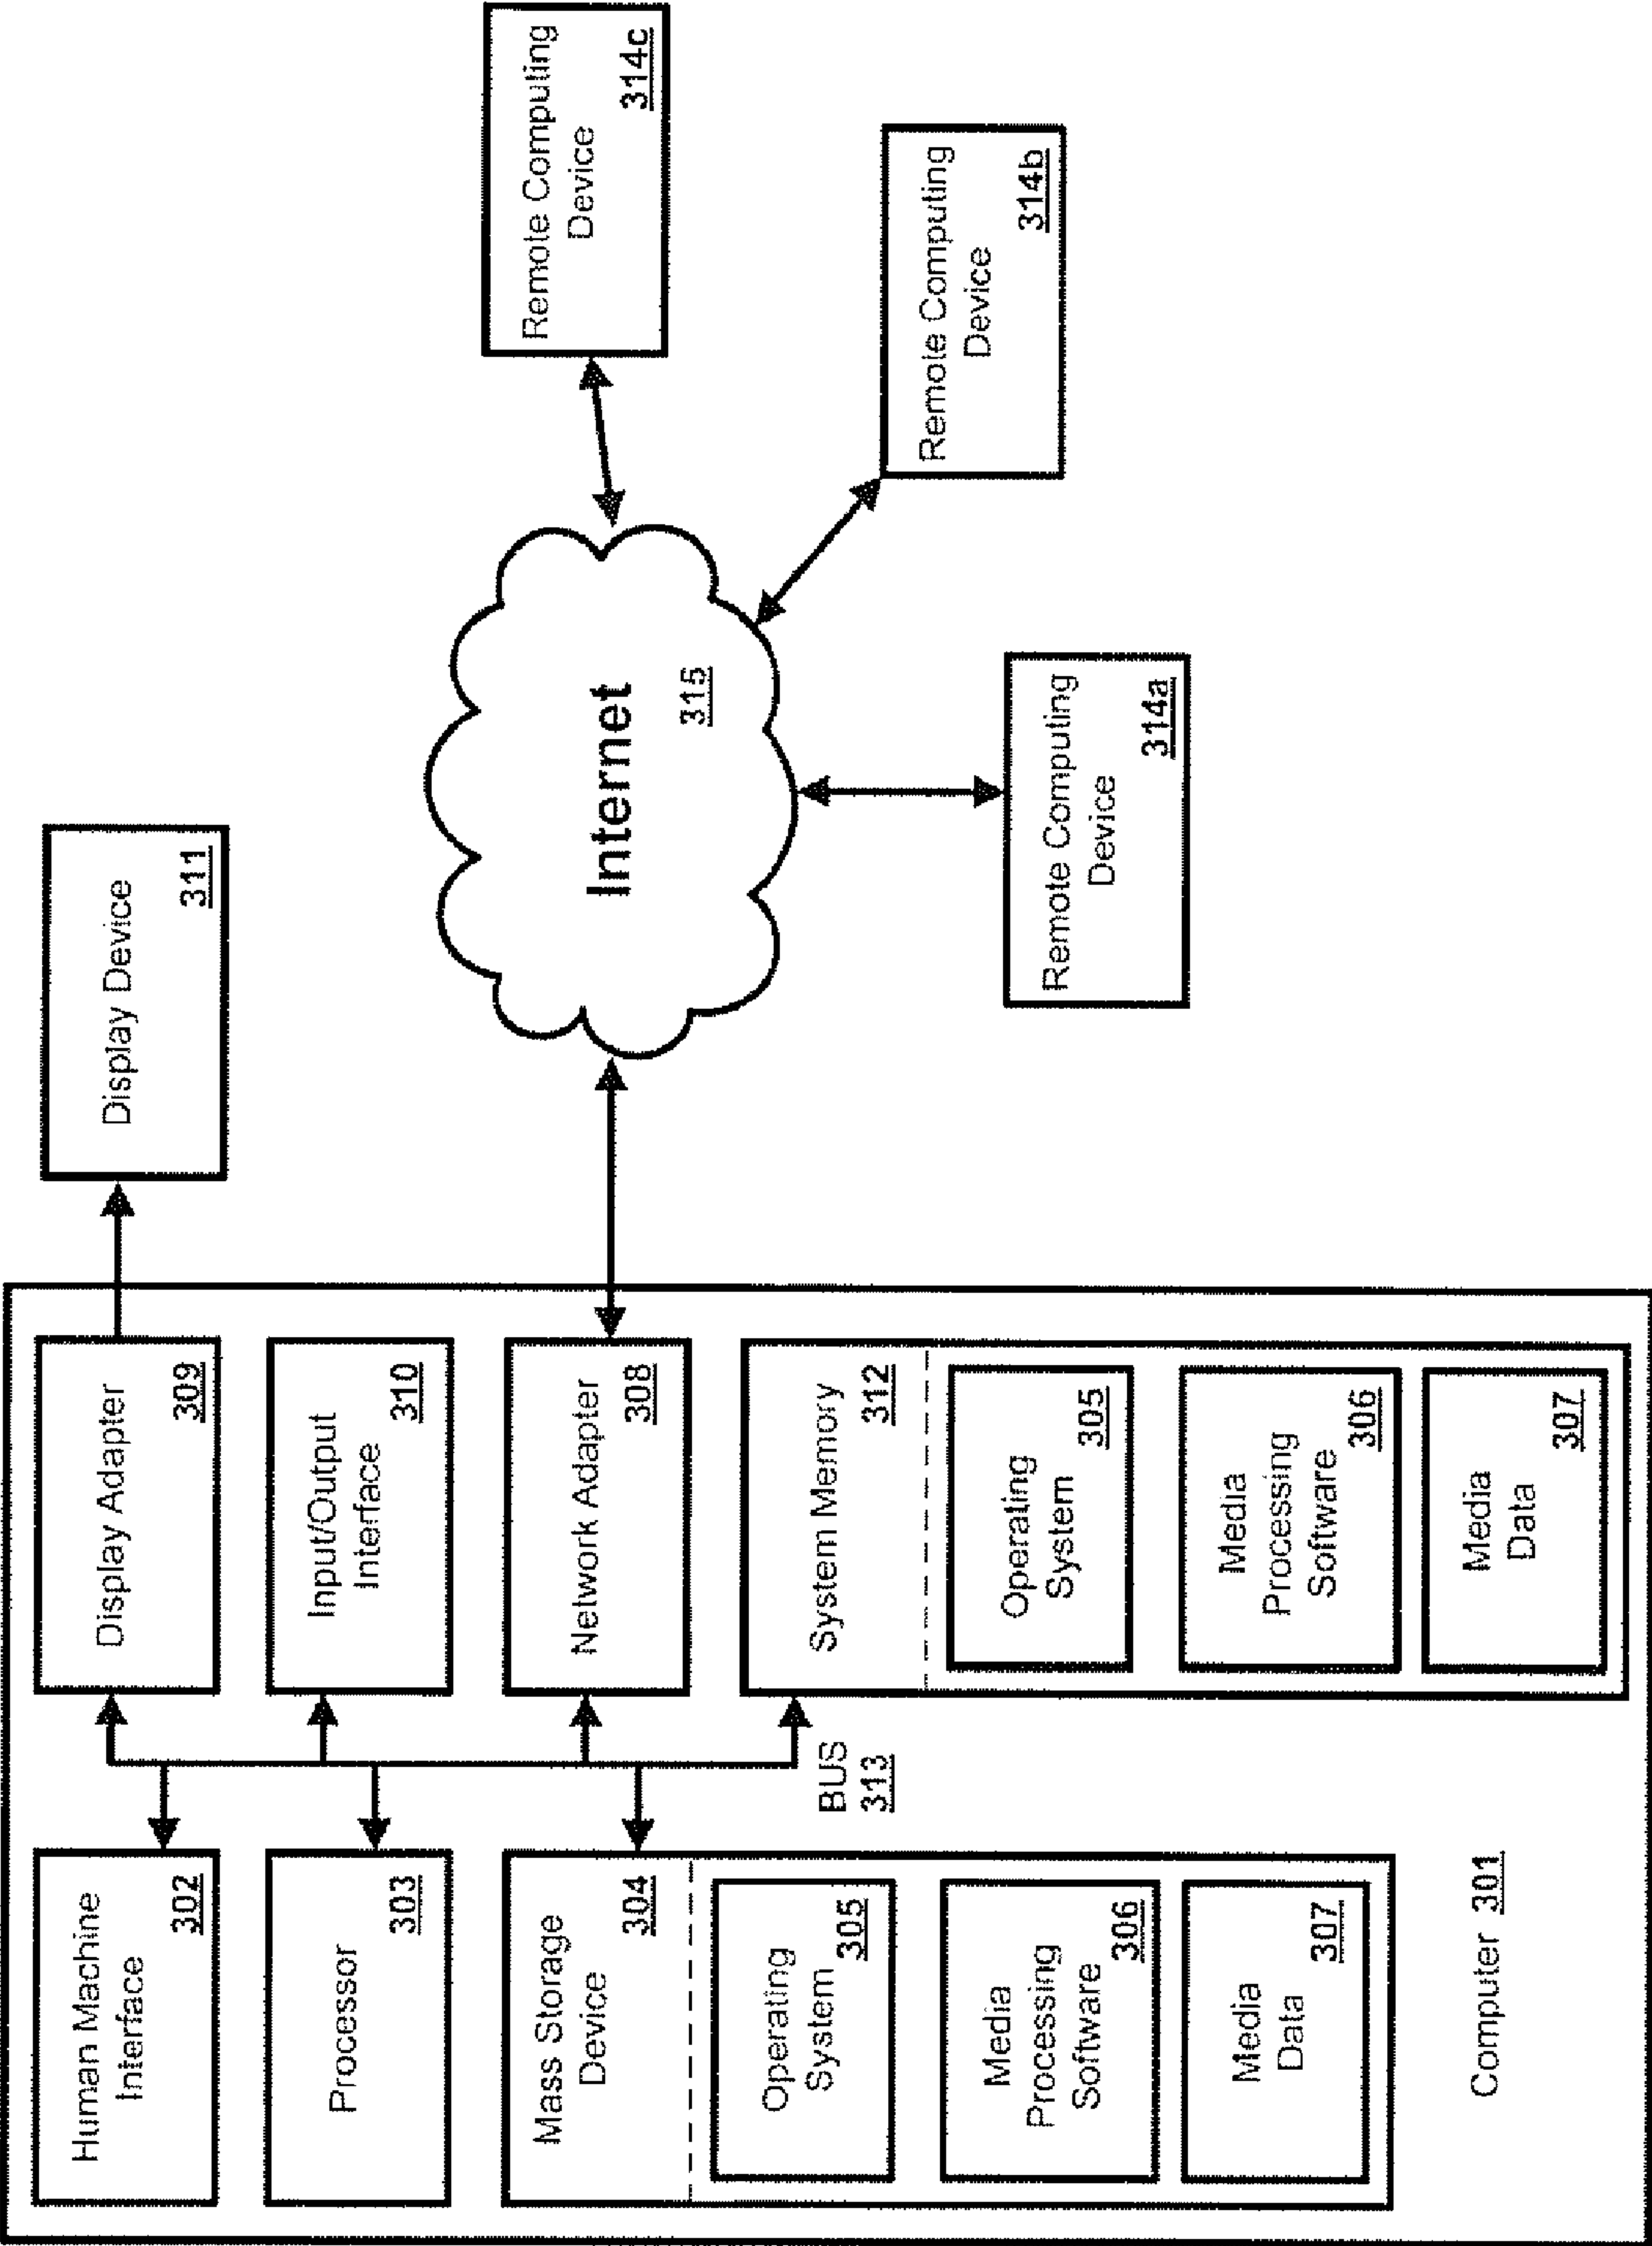 Human Machine
Interface
302
Processor
303
Mass Storage
Device
304
Operating
System
305
Media
Processing
Software
306
Media
Data
307
Computer 301
BUS
313
Display Adapter
309
Input/Output
Interface
310
Network Adapter
308
System Memory
312
Operating
System
305
Media
Processing
Software
306
Media
Data
307
Display Device
311
Internet
315
Remote Computing
Device
314a
Remote Computing
Device
314b
Remote Computing
Device
314c